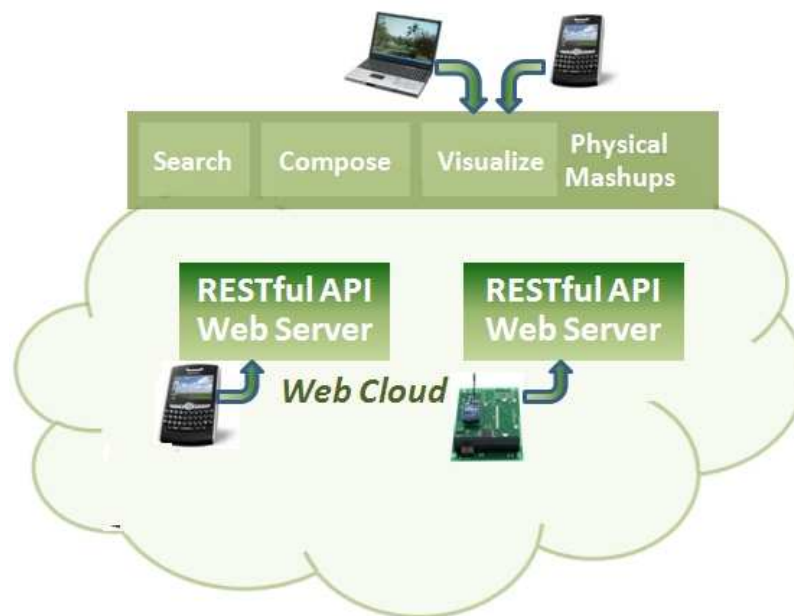 Search
Compose
Visualize
Physical
Mashups
RESTful API
Web Server
RESTful API
Web Server
Web Cloud